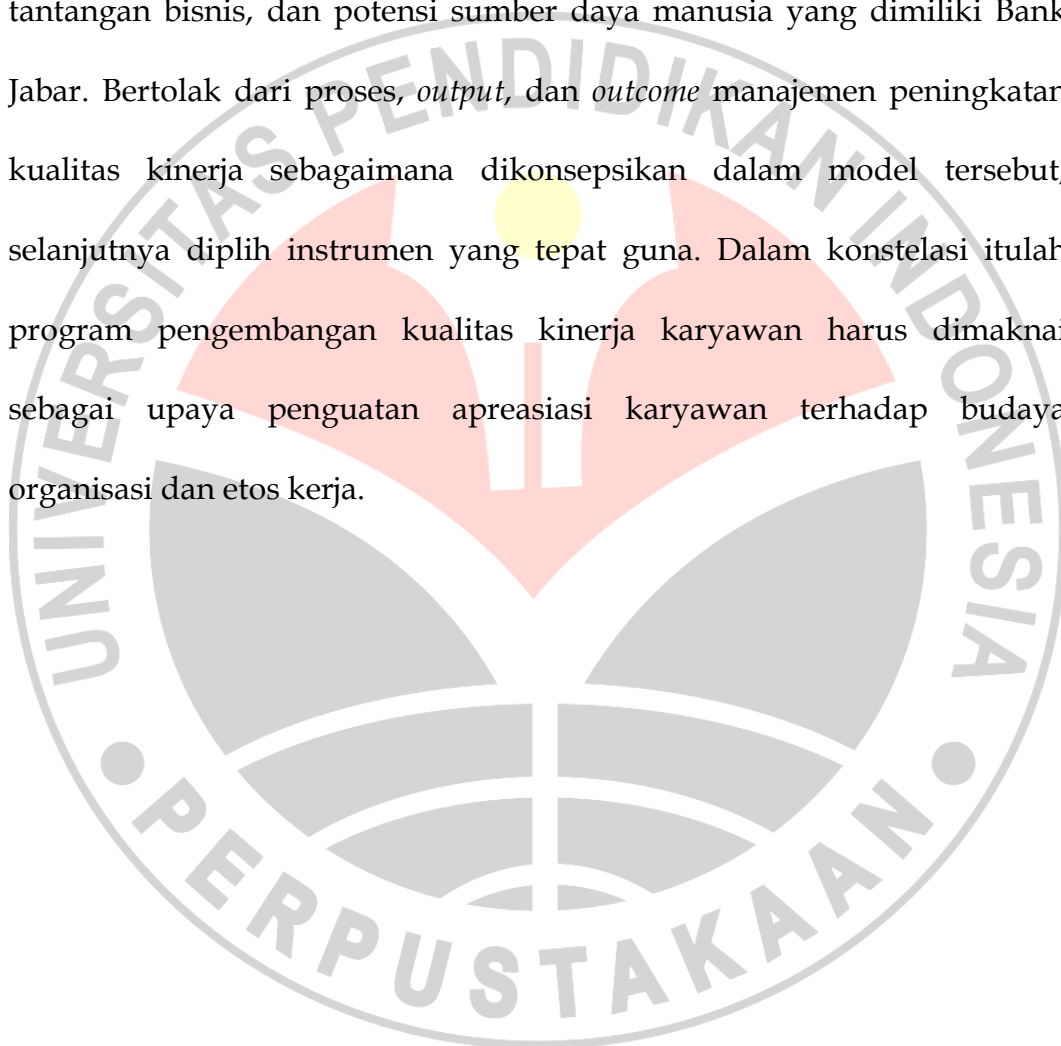 tantangan bisnis, dan potensi sumber daya manusia yang dimiliki Bank
Jabar. Bertolak dari proses, output, dan outcome manajemen peningkatan
kualitas kinerja sebagaimana dikonsepsikan dalam model tersebut,
selanjutnya diplih instrumen yang tepat guna. Dalam konstelasi itulah
program pengembangan kualitas kinerja karyawan harus dimaknai
sebagai upaya penguatan apreasiasi karyawan terhadap budaya
organisasi dan etos kerja.
UNIVERSITAS PENDIDIKAN INDONESIA
PERPUSTAKAAN